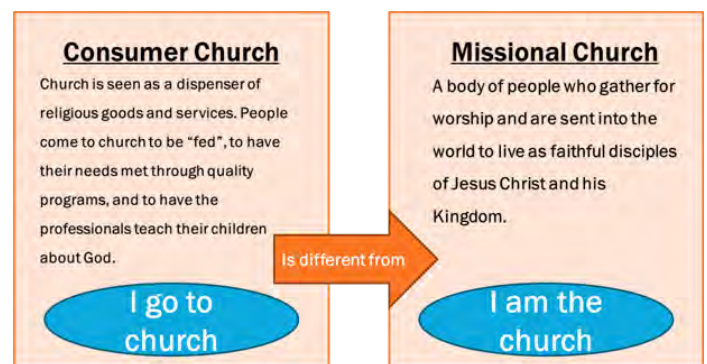 Consumer Church
Church is seen as a dispenser of
religious goods and services. People
come to church to be “fed”, to have
their needs met through quality
programs, and to have the
professionals teach their children
about God.
I go to
church
Is different from
Missional Church
A body of people who gather for
worship and are sent into the
world to live as faithful disciples
of Jesus Christ and his
Kingdom.
I am the
church